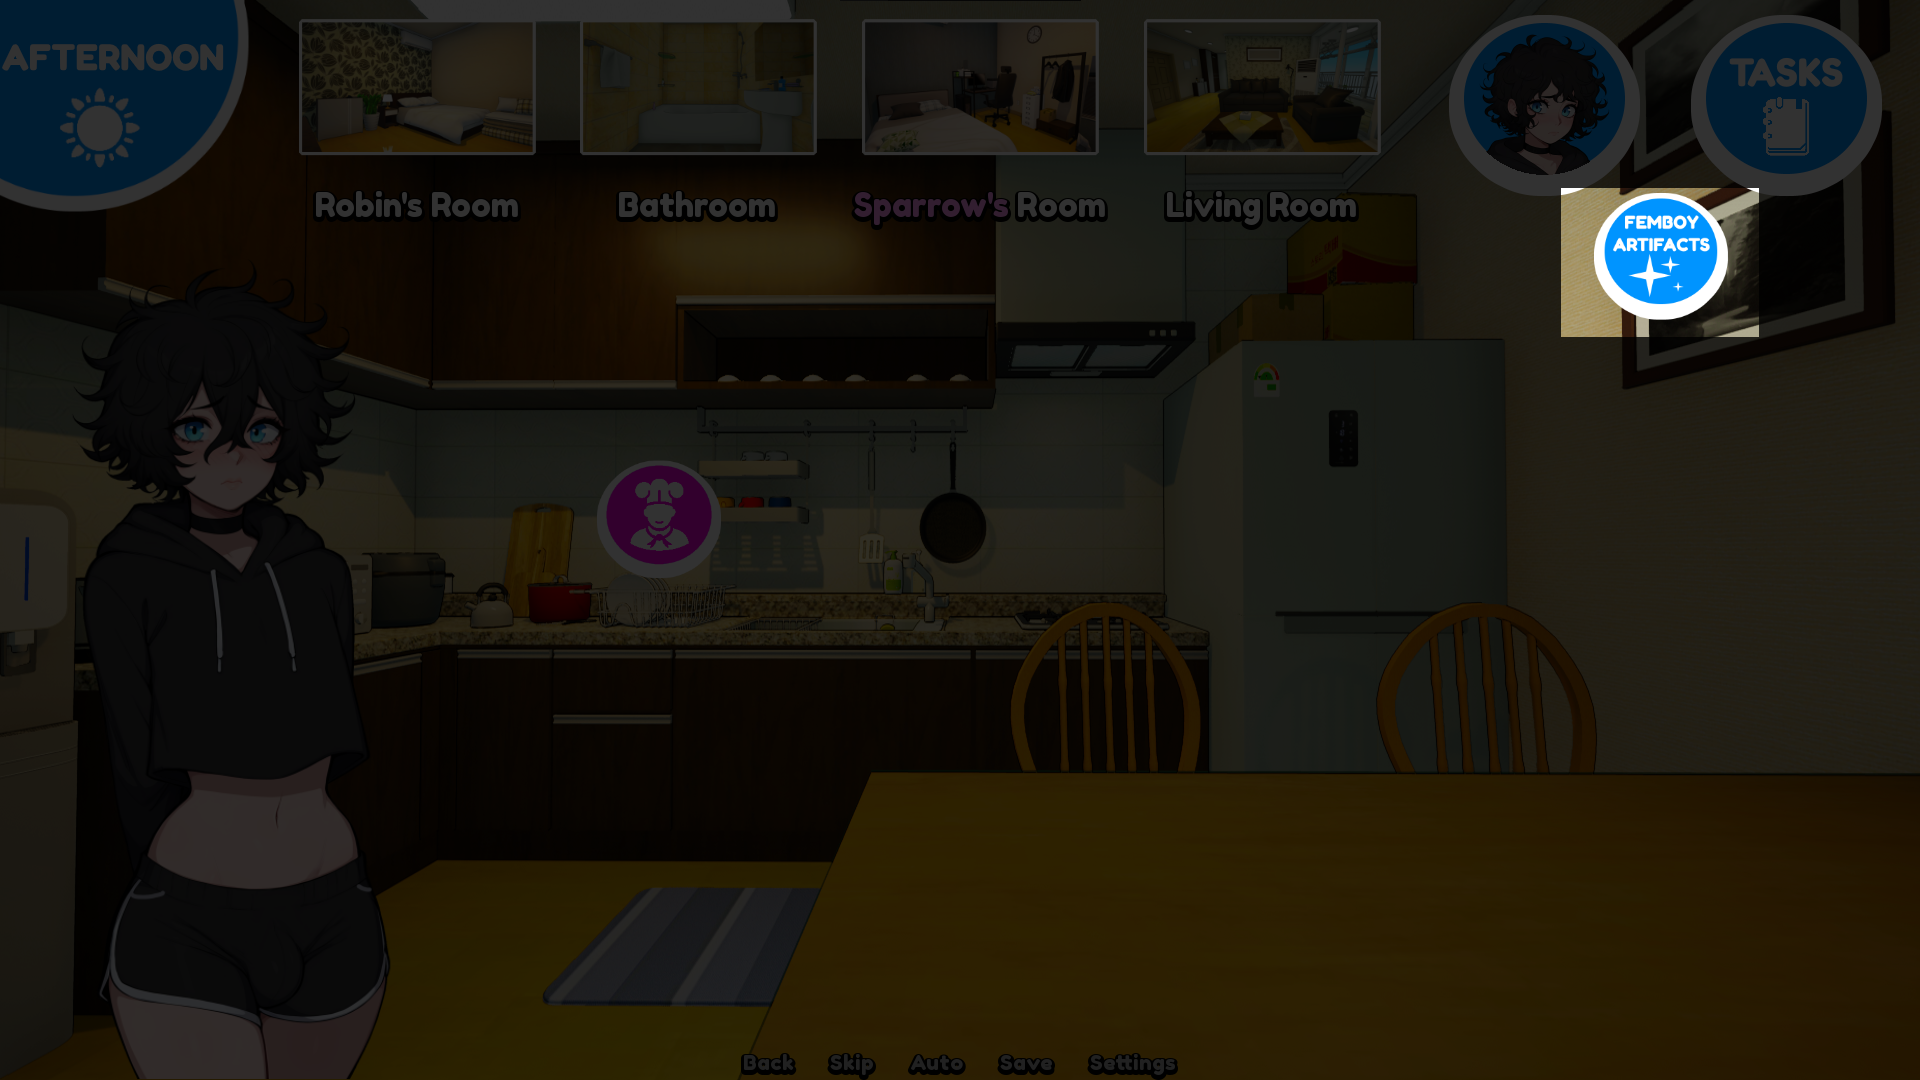 AFTERNOON
TASKS
Robin's Room
Bathroom
Sparrow's Room
Living Room
FEMBOY
ARTIFACTS
Back
Skip
Auto
Save
Settings